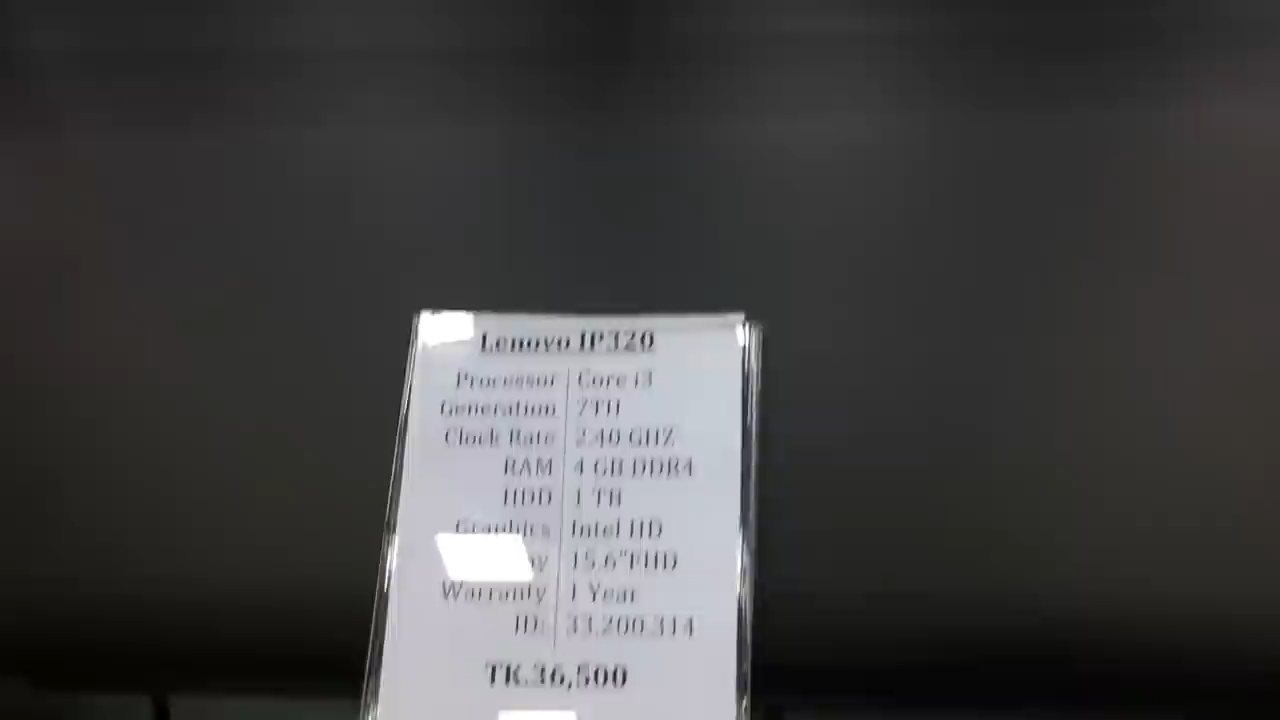 Lenovo IP320
Processor Core i3
Generation 7TH
Clock Rate 2.40 GHZ
RAM 4 GB DDR4
HDD 1 TB
Graphics Intel HD
15.6"FHD
Warranty 1 Year
ID: 33.200.314
TK.36,500